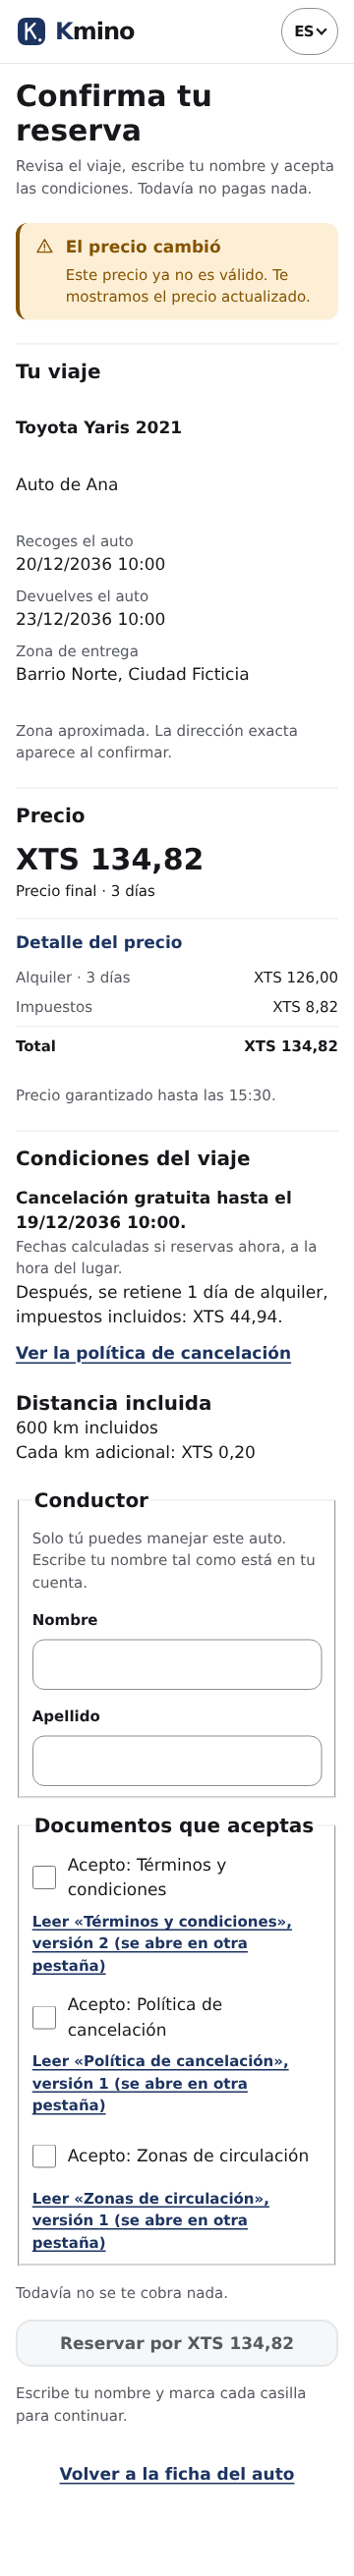 Kmino
ES
Confirma tu
reserva
Revisa el viaje, escribe tu nombre y acepta
las condiciones. Todavía no pagas nada.
El precio cambió
Este precio ya no es válido. Te
mostramos el precio actualizado.
Tu viaje
Toyota Yaris 2021
Auto de Ana
Recoges el auto
20/12/2036 10:00
Devuelves el auto
23/12/2036 10:00
Zona de entrega
Barrio Norte, Ciudad Ficticia
Zona aproximada. La dirección exacta
aparece al confirmar.
Precio
XTS 134,82
Precio final · 3 días
Detalle del precio
Alquiler · 3 días XTS 126,00
Impuestos XTS 8,82
Total XTS 134,82
Precio garantizado hasta las 15:30.
Condiciones del viaje
Cancelación gratuita hasta el
19/12/2036 10:00.
Fechas calculadas si reservas ahora, a la
hora del lugar.
Después, se retiene 1 día de alquiler,
impuestos incluidos: XTS 44,94.
Ver la política de cancelación
Distancia incluida
600 km incluidos
Cada km adicional: XTS 0,20
Conductor
Solo tú puedes manejar este auto.
Escribe tu nombre tal como está en tu
cuenta.
Nombre
Apellido
Documentos que aceptas
Acepto: Términos y
condiciones
Leer «Términos y condiciones»,
versión 2 (se abre en otra
pestaña)
Acepto: Política de
cancelación
Leer «Política de cancelación»,
versión 1 (se abre en otra
pestaña)
Acepto: Zonas de circulación
Leer «Zonas de circulación»,
versión 1 (se abre en otra
pestaña)
Todavía no se te cobra nada.
Reservar por XTS 134,82
Escribe tu nombre y marca cada casilla
para continuar.
Volver a la ficha del auto